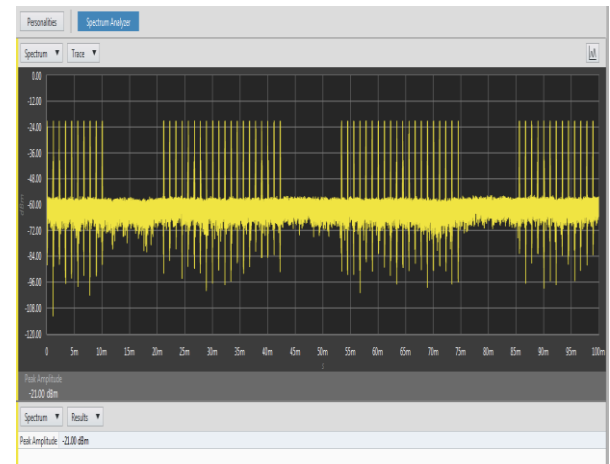 Personalities Spectrum Analyzer
Spectrum ▼ Trace ▼
0.00
-12.00
-24.00
-36.00
-48.00
-60.00
-72.00
-84.00
-96.00
-108.00
-120.00
0 5m 10m 15m 20m 25m 30m 35m 40m 45m 50m 55m 60m 65m 70m 75m 80m 85m 90m 95m 100m
Peak Amplitude
-21.00 dBm
Spectrum ▼ Results ▼
Peak Amplitude -21.00 dBm